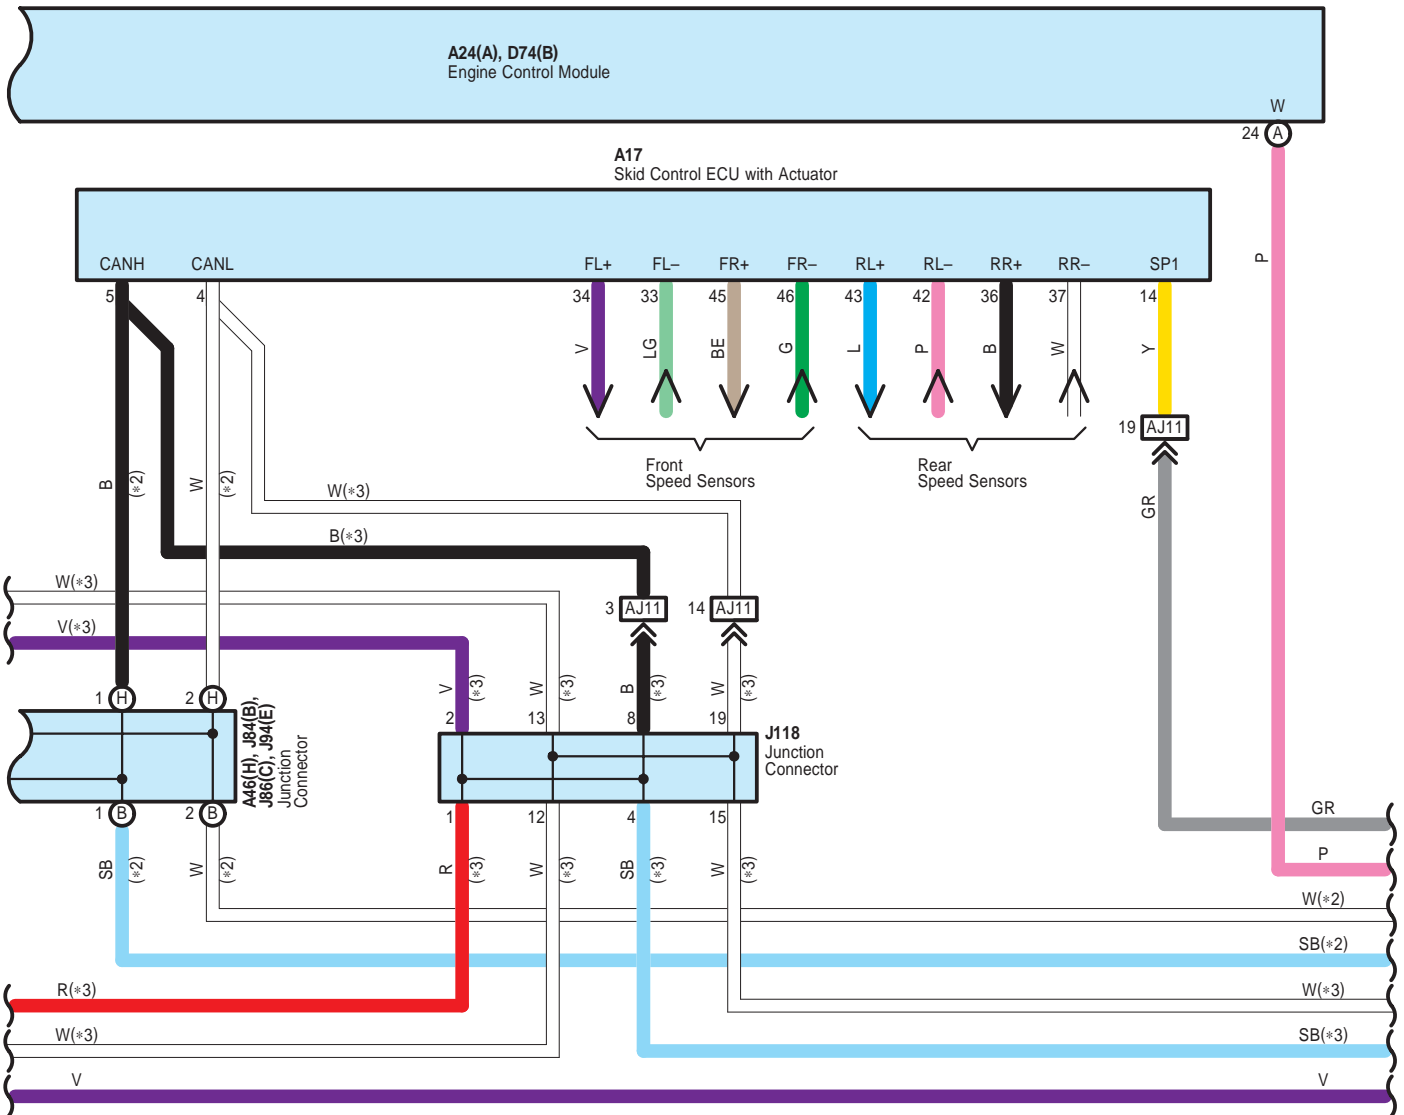 A24(A), D74(B)
Engine Control Module
W
24 A
A17
Skid Control ECU with Actuator
CANH CANL FL+ FL– FR+ FR– RL+ RL– RR+ RR– SP1
5 4 34 33 45 46 43 42 36 37 14
P
V LG BE G L P B W Y
19 AJ11
Front
Speed Sensors
Rear
Speed Sensors
B (*2) W (*2)
W(*3)
GR
B(*3)
W(*3)
3 AJ11 14 AJ11
V(*3)
V (*3) W (*3) B (*3) W (*3)
1 H 2 H
2 13 8 19
A46(H), J84(B),
J86(C), J94(E)
Junction
Connector
J118
Junction
Connector
1 B 2 B
1 12 4 15
GR
SB (*2) W (*2) R (*3) W (*3) SB (*3) W (*3)
P
W(*2)
SB(*2)
R(*3) W(*3)
W(*3) SB(*3)
V V